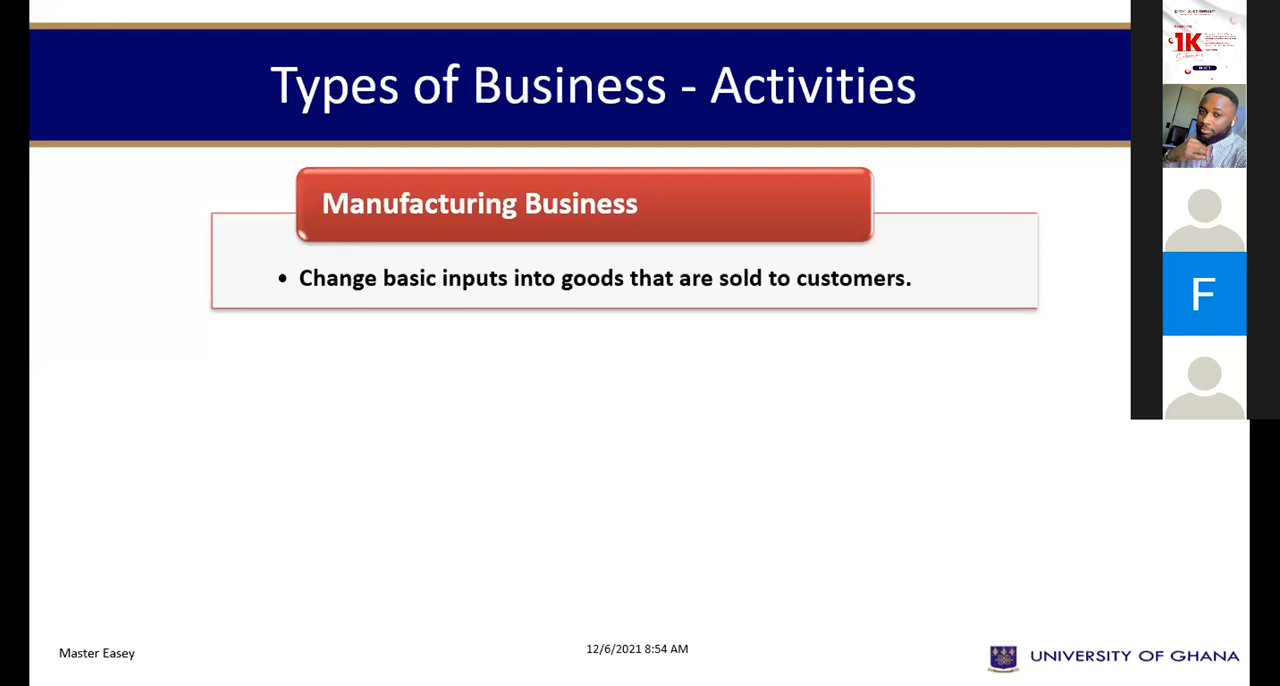 Types of Business - Activities
1K
Manufacturing Business
• Change basic inputs into goods that are sold to customers.
F
Master Easey
12/6/2021 8:54 AM
UNIVERSITY OF GHANA